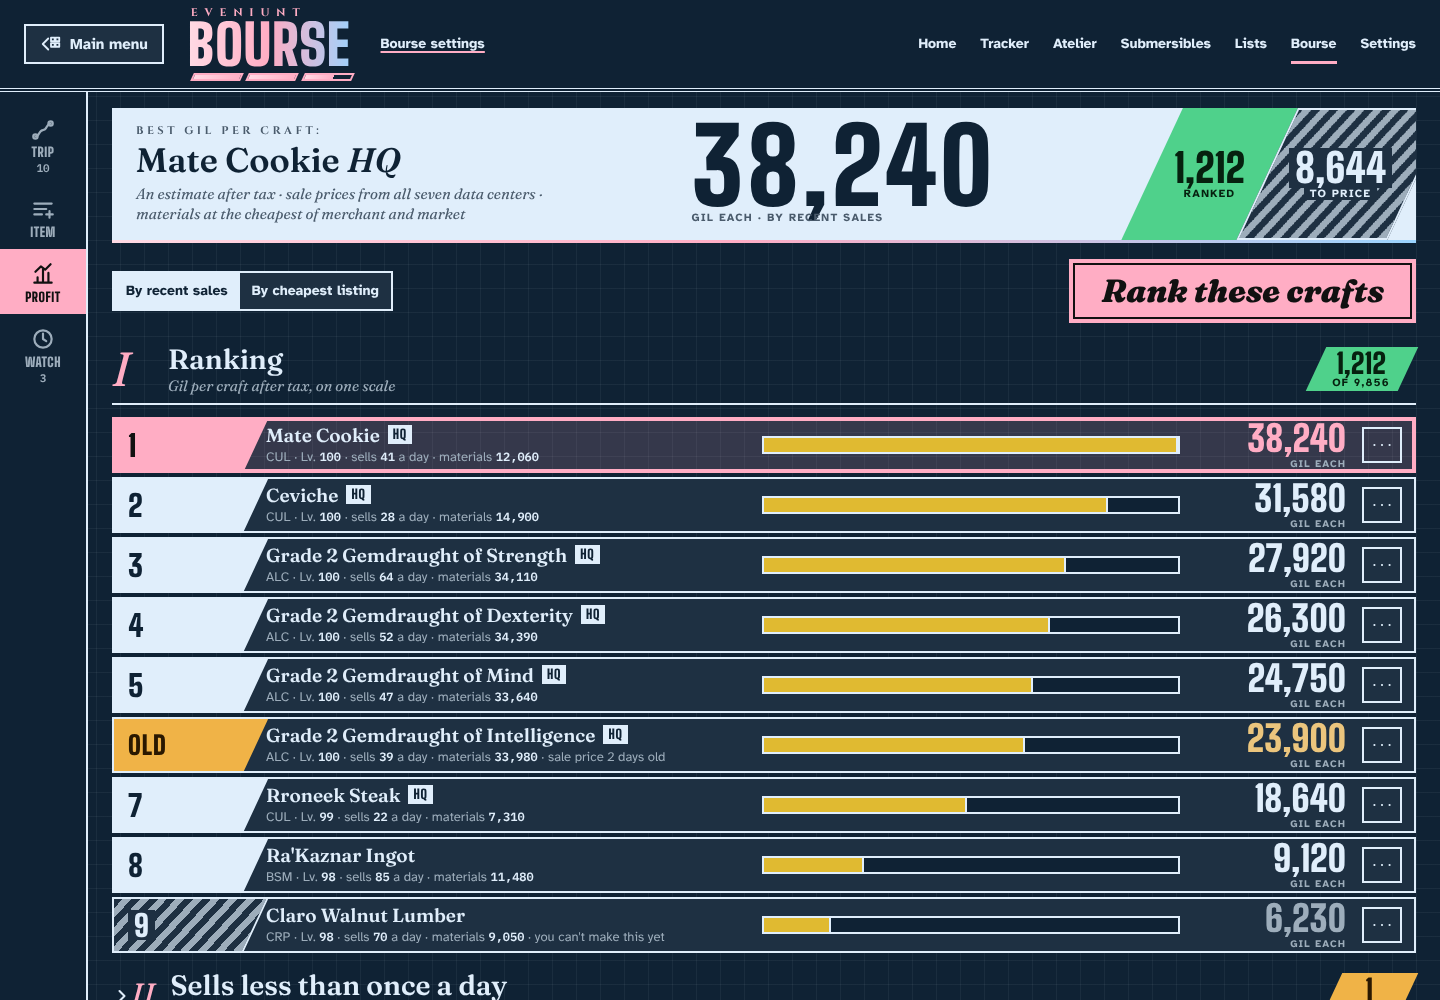 Main menu
EVENIUNT
BOURSE
Bourse settings
Home
Tracker
Atelier
Submersibles
Lists
Bourse
Settings
TRIP
10
ITEM
PROFIT
WATCH
3
BEST GIL PER CRAFT:
Mate Cookie HQ
An estimate after tax · sale prices from all seven data centers ·
materials at the cheapest of merchant and market
38,240
GIL EACH · BY RECENT SALES
1,212
RANKED
8,644
TO PRICE
By recent sales
By cheapest listing
Rank these crafts
I
Ranking
Gil per craft after tax, on one scale
1,212
OF 9,856
1
Mate Cookie HQ
CUL · Lv. 100 · sells 41 a day · materials 12,060
38,240
GIL EACH
...
2
Ceviche HQ
CUL · Lv. 100 · sells 28 a day · materials 14,900
31,580
GIL EACH
...
3
Grade 2 Gemdraught of Strength HQ
ALC · Lv. 100 · sells 64 a day · materials 34,110
27,920
GIL EACH
...
4
Grade 2 Gemdraught of Dexterity HQ
ALC · Lv. 100 · sells 52 a day · materials 34,390
26,300
GIL EACH
...
5
Grade 2 Gemdraught of Mind HQ
ALC · Lv. 100 · sells 47 a day · materials 33,640
24,750
GIL EACH
...
OLD
Grade 2 Gemdraught of Intelligence HQ
ALC · Lv. 100 · sells 39 a day · materials 33,980 · sale price 2 days old
23,900
GIL EACH
...
7
Rroneek Steak HQ
CUL · Lv. 99 · sells 22 a day · materials 7,310
18,640
GIL EACH
...
8
Ra'Kaznar Ingot
BSM · Lv. 98 · sells 85 a day · materials 11,480
9,120
GIL EACH
...
9
Claro Walnut Lumber
CRP · Lv. 98 · sells 70 a day · materials 9,050 · you can't make this yet
6,230
GIL EACH
...
II
Sells less than once a day
1